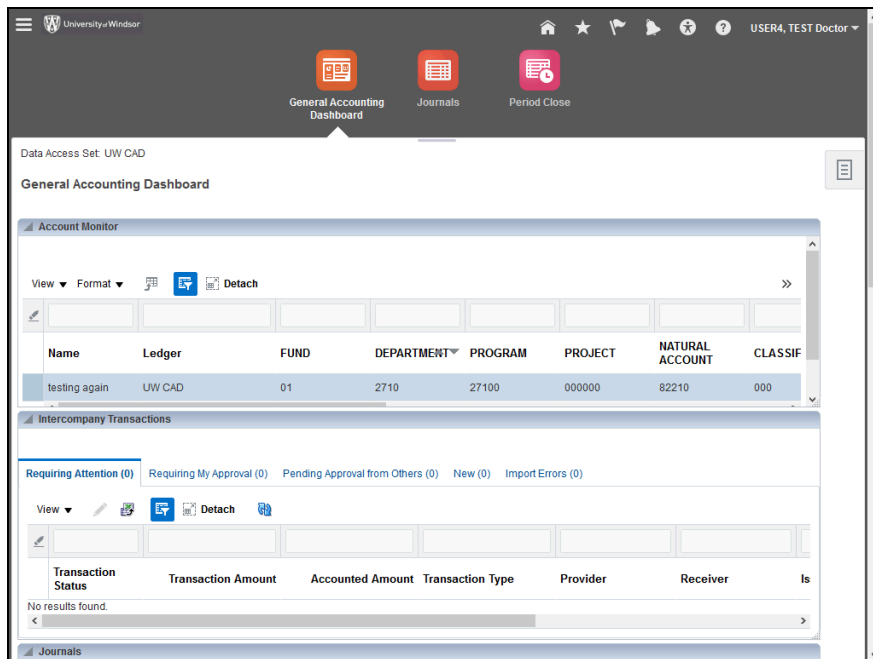 University of Windsor
USER4, TEST Doctor
General Accounting
Dashboard
Journals
Period Close
Data Access Set: UW CAD
General Accounting Dashboard
Account Monitor
View Format Detach
Name Ledger FUND DEPARTMENT PROGRAM PROJECT NATURAL ACCOUNT CLASSIF
testing again UW CAD 01 2710 27100 000000 82210 000
Intercompany Transactions
Requiring Attention (0) Requiring My Approval (0) Pending Approval from Others (0) New (0) Import Errors (0)
View Detach
Transaction Status Transaction Amount Accounted Amount Transaction Type Provider Receiver Is
No results found.
Journals